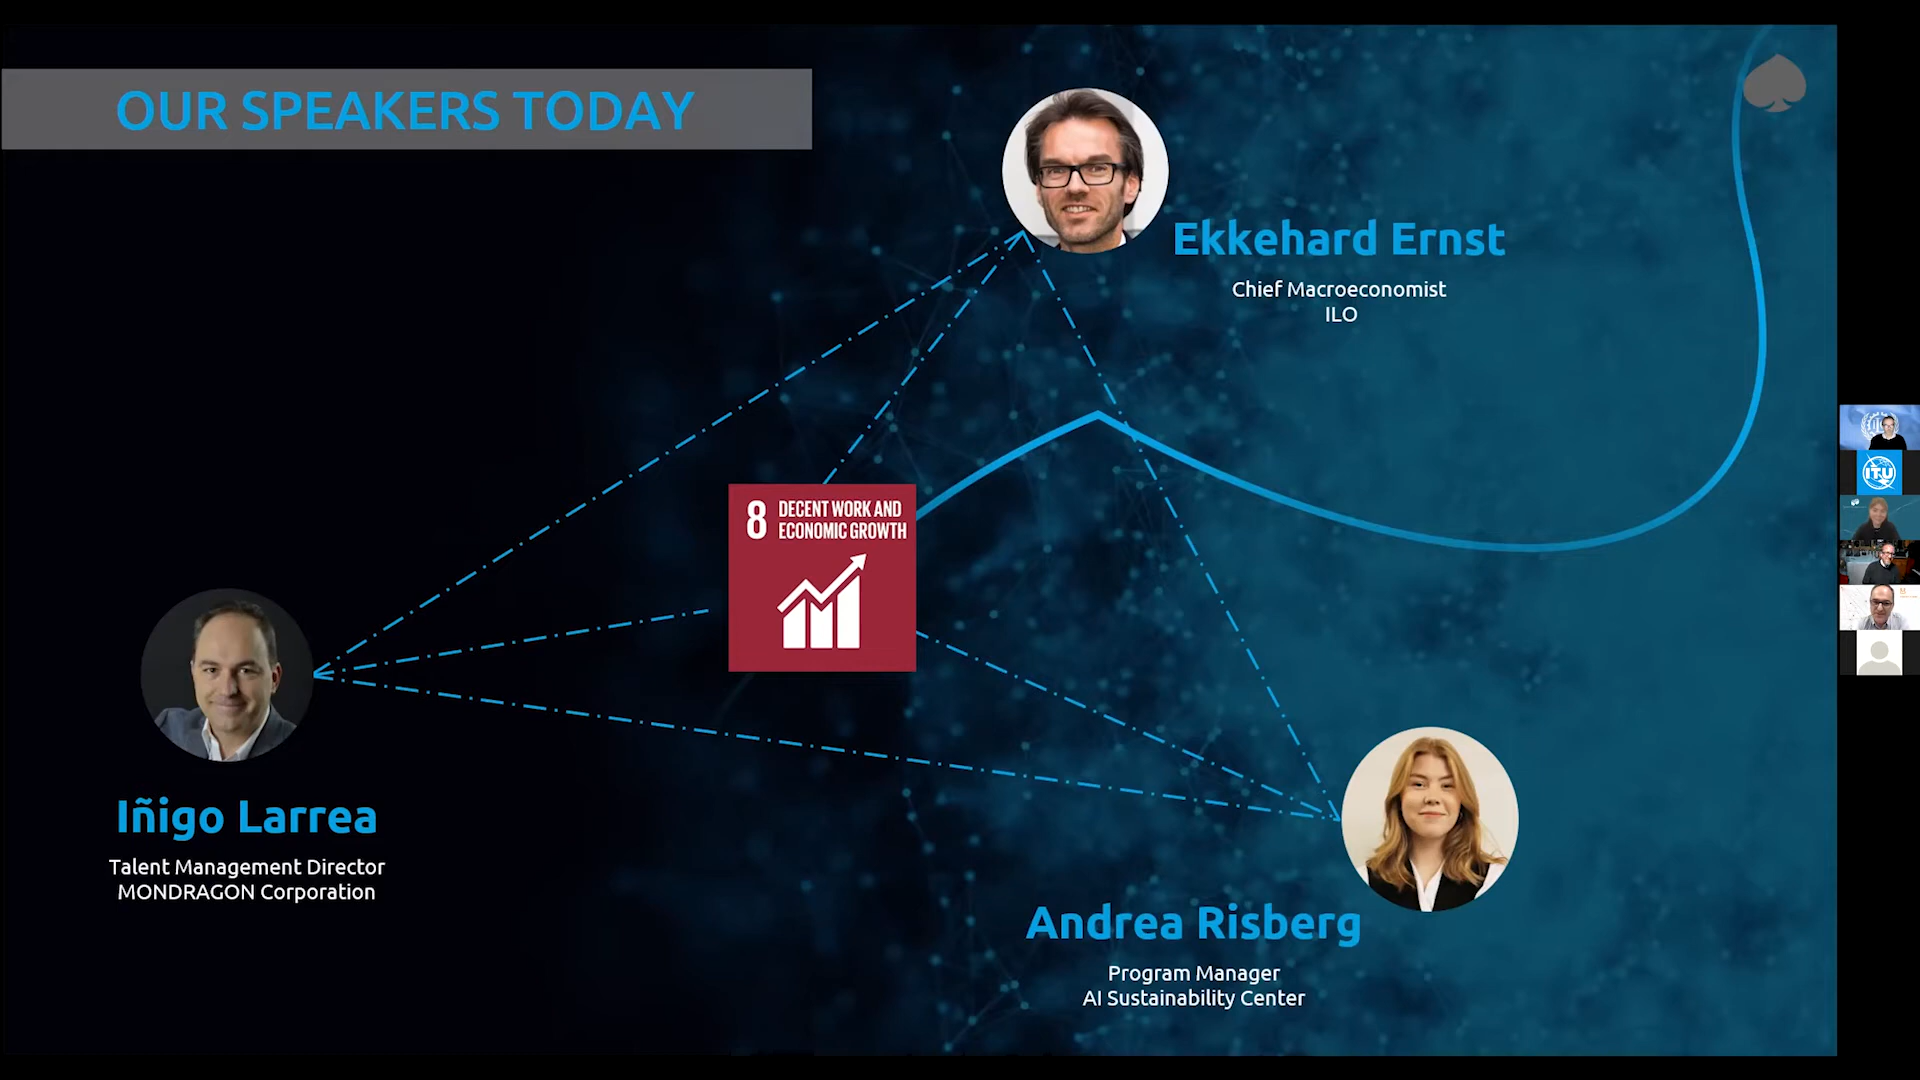 OUR SPEAKERS TODAY
Ekkehard Ernst
Chief Macroeconomist
ILO
8 DECENT WORK AND
ECONOMIC GROWTH
ITU
Iñigo Larrea
Talent Management Director
MONDRAGON Corporation
Andrea Risberg
Program Manager
AI Sustainability Center